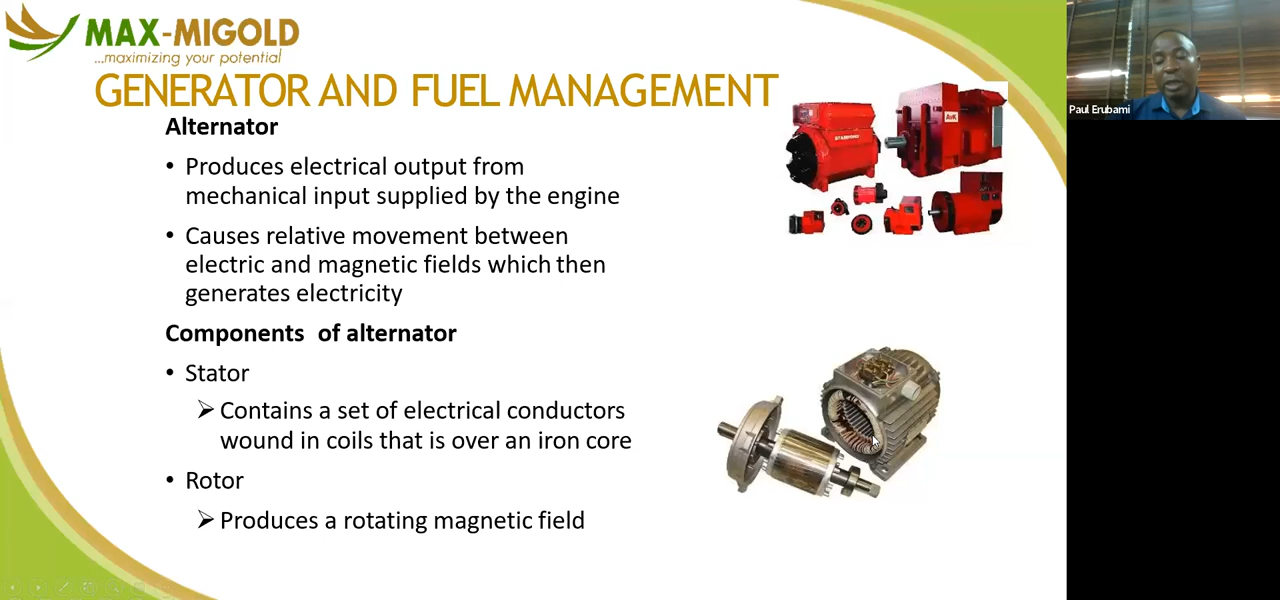 MAX-MIGOLD
...maximizing your potential
GENERATOR AND FUEL MANAGEMENT
Alternator
• Produces electrical output from
mechanical input supplied by the engine
• Causes relative movement between
electric and magnetic fields which then
generates electricity
Components of alternator
• Stator
➢ Contains a set of electrical conductors
wound in coils that is over an iron core
• Rotor
➢ Produces a rotating magnetic field
AvK
Paul Erubami